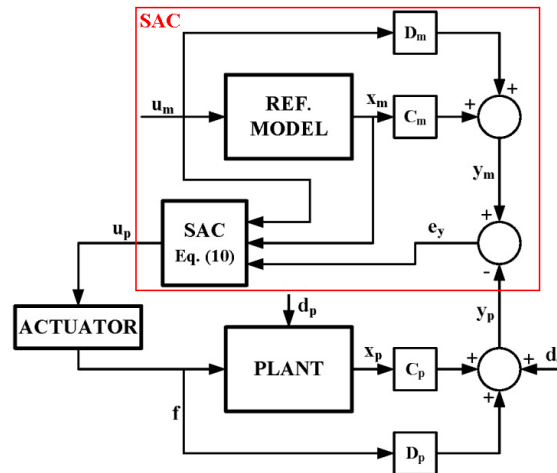 SAC
D_m
+
+
u_m
REF.
MODEL
x_m
C_m
+
y_m
SAC
Eq. (10)
u_p
e_y
+
-
d_p
y_p
ACTUATOR
PLANT
x_p
C_p
+
+
d
+
f
D_p